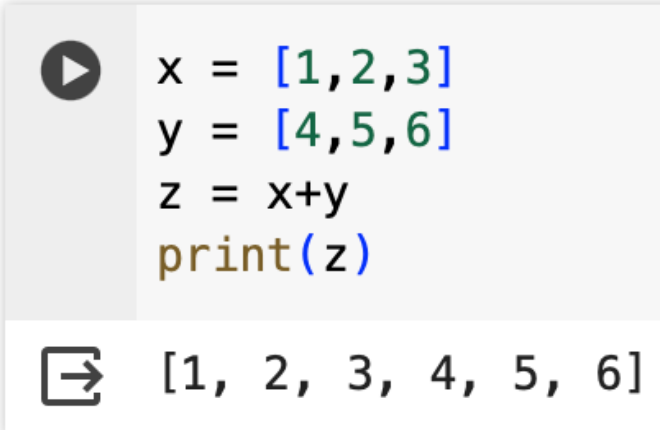 x = [1,2,3]
y = [4,5,6]
z = x+y
print(z)
[1, 2, 3, 4, 5, 6]